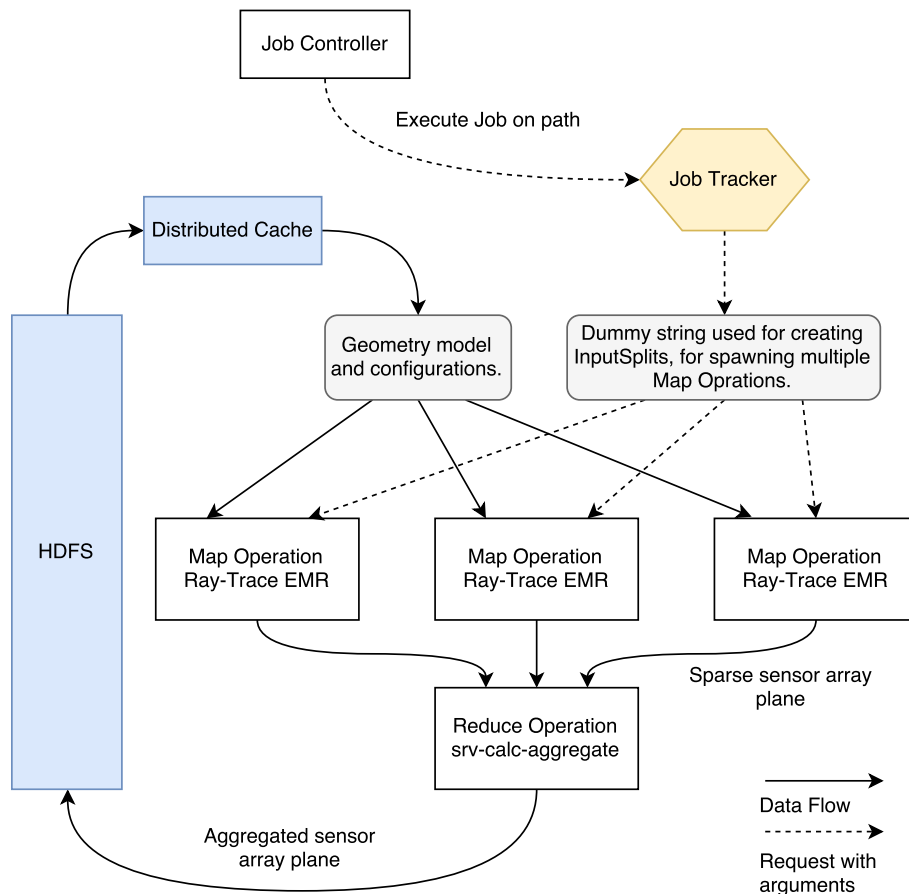 Job Controller
Execute Job on path
Job Tracker
Distributed Cache
Geometry model
and configurations.
Dummy string used for creating
InputSplits, for spawning multiple
Map Oprations.
HDFS
Map Operation
Ray-Trace EMR
Map Operation
Ray-Trace EMR
Map Operation
Ray-Trace EMR
Sparse sensor array
plane
Reduce Operation
srv-calc-aggregate
Aggregated sensor
array plane
Data Flow
Request with
arguments